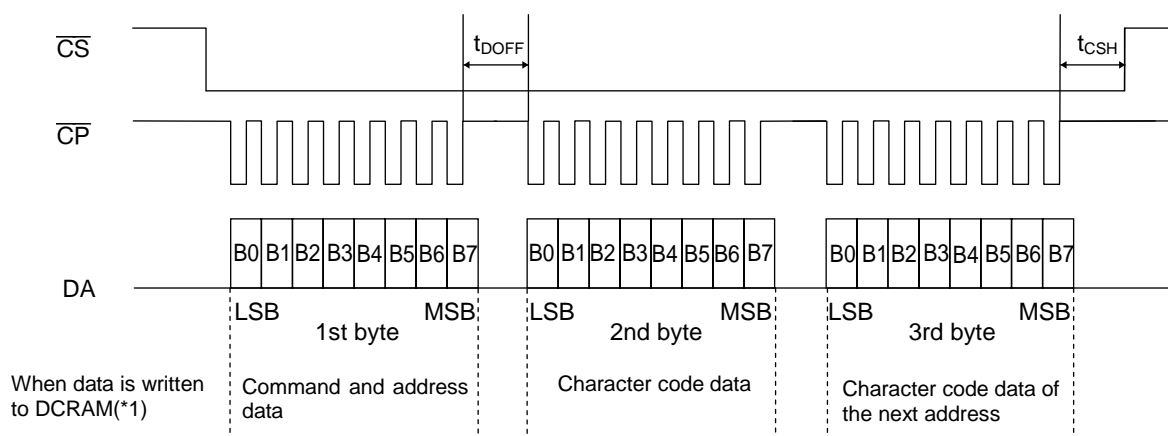 CS
tDOFF
tCSH
CP
B0 B1 B2 B3 B4 B5 B6 B7
B0 B1 B2 B3 B4 B5 B6 B7
B0 B1 B2 B3 B4 B5 B6 B7
DA
LSB MSB
LSB MSB
LSB MSB
1st byte
2nd byte
3rd byte
When data is written
to DCRAM(*1)
Command and address
data
Character code data
Character code data of
the next address